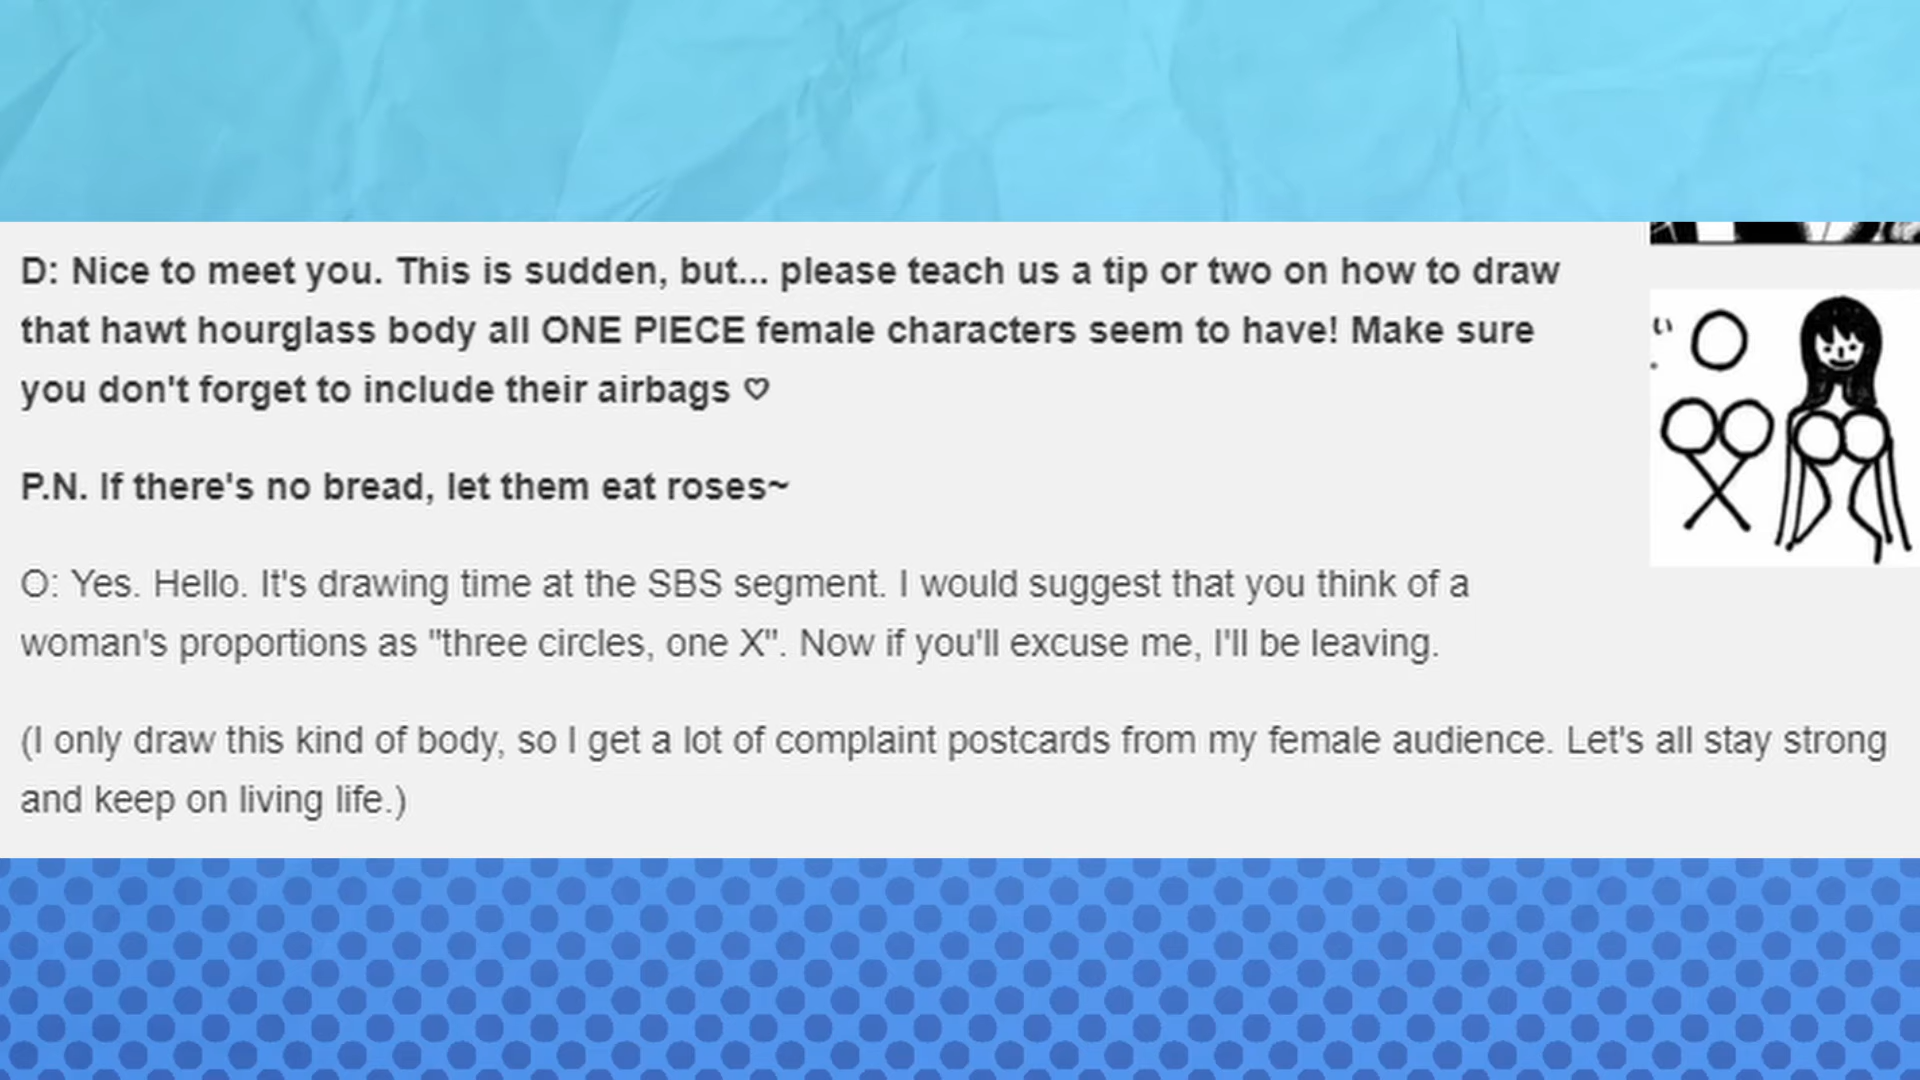 D: Nice to meet you. This is sudden, but... please teach us a tip or two on how to draw
that hawt hourglass body all ONE PIECE female characters seem to have! Make sure
you don't forget to include their airbags ♡
P.N. If there's no bread, let them eat roses~
O: Yes. Hello. It's drawing time at the SBS segment. I would suggest that you think of a
woman's proportions as "three circles, one X". Now if you'll excuse me, I'll be leaving.
(I only draw this kind of body, so I get a lot of complaint postcards from my female audience. Let's all stay strong
and keep on living life.)